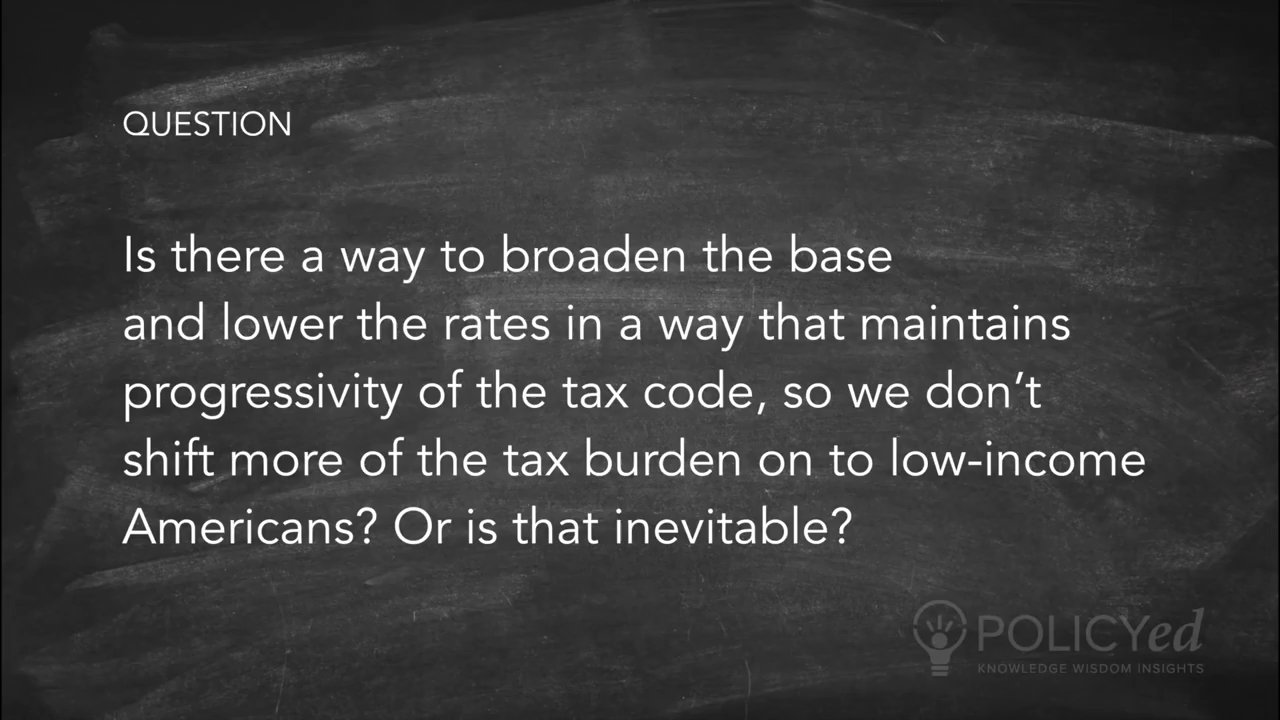 QUESTION
Is there a way to broaden the base
and lower the rates in a way that maintains
progressivity of the tax code, so we don’t
shift more of the tax burden on to low-income
Americans? Or is that inevitable?
POLICYed
KNOWLEDGE WISDOM INSIGHTS